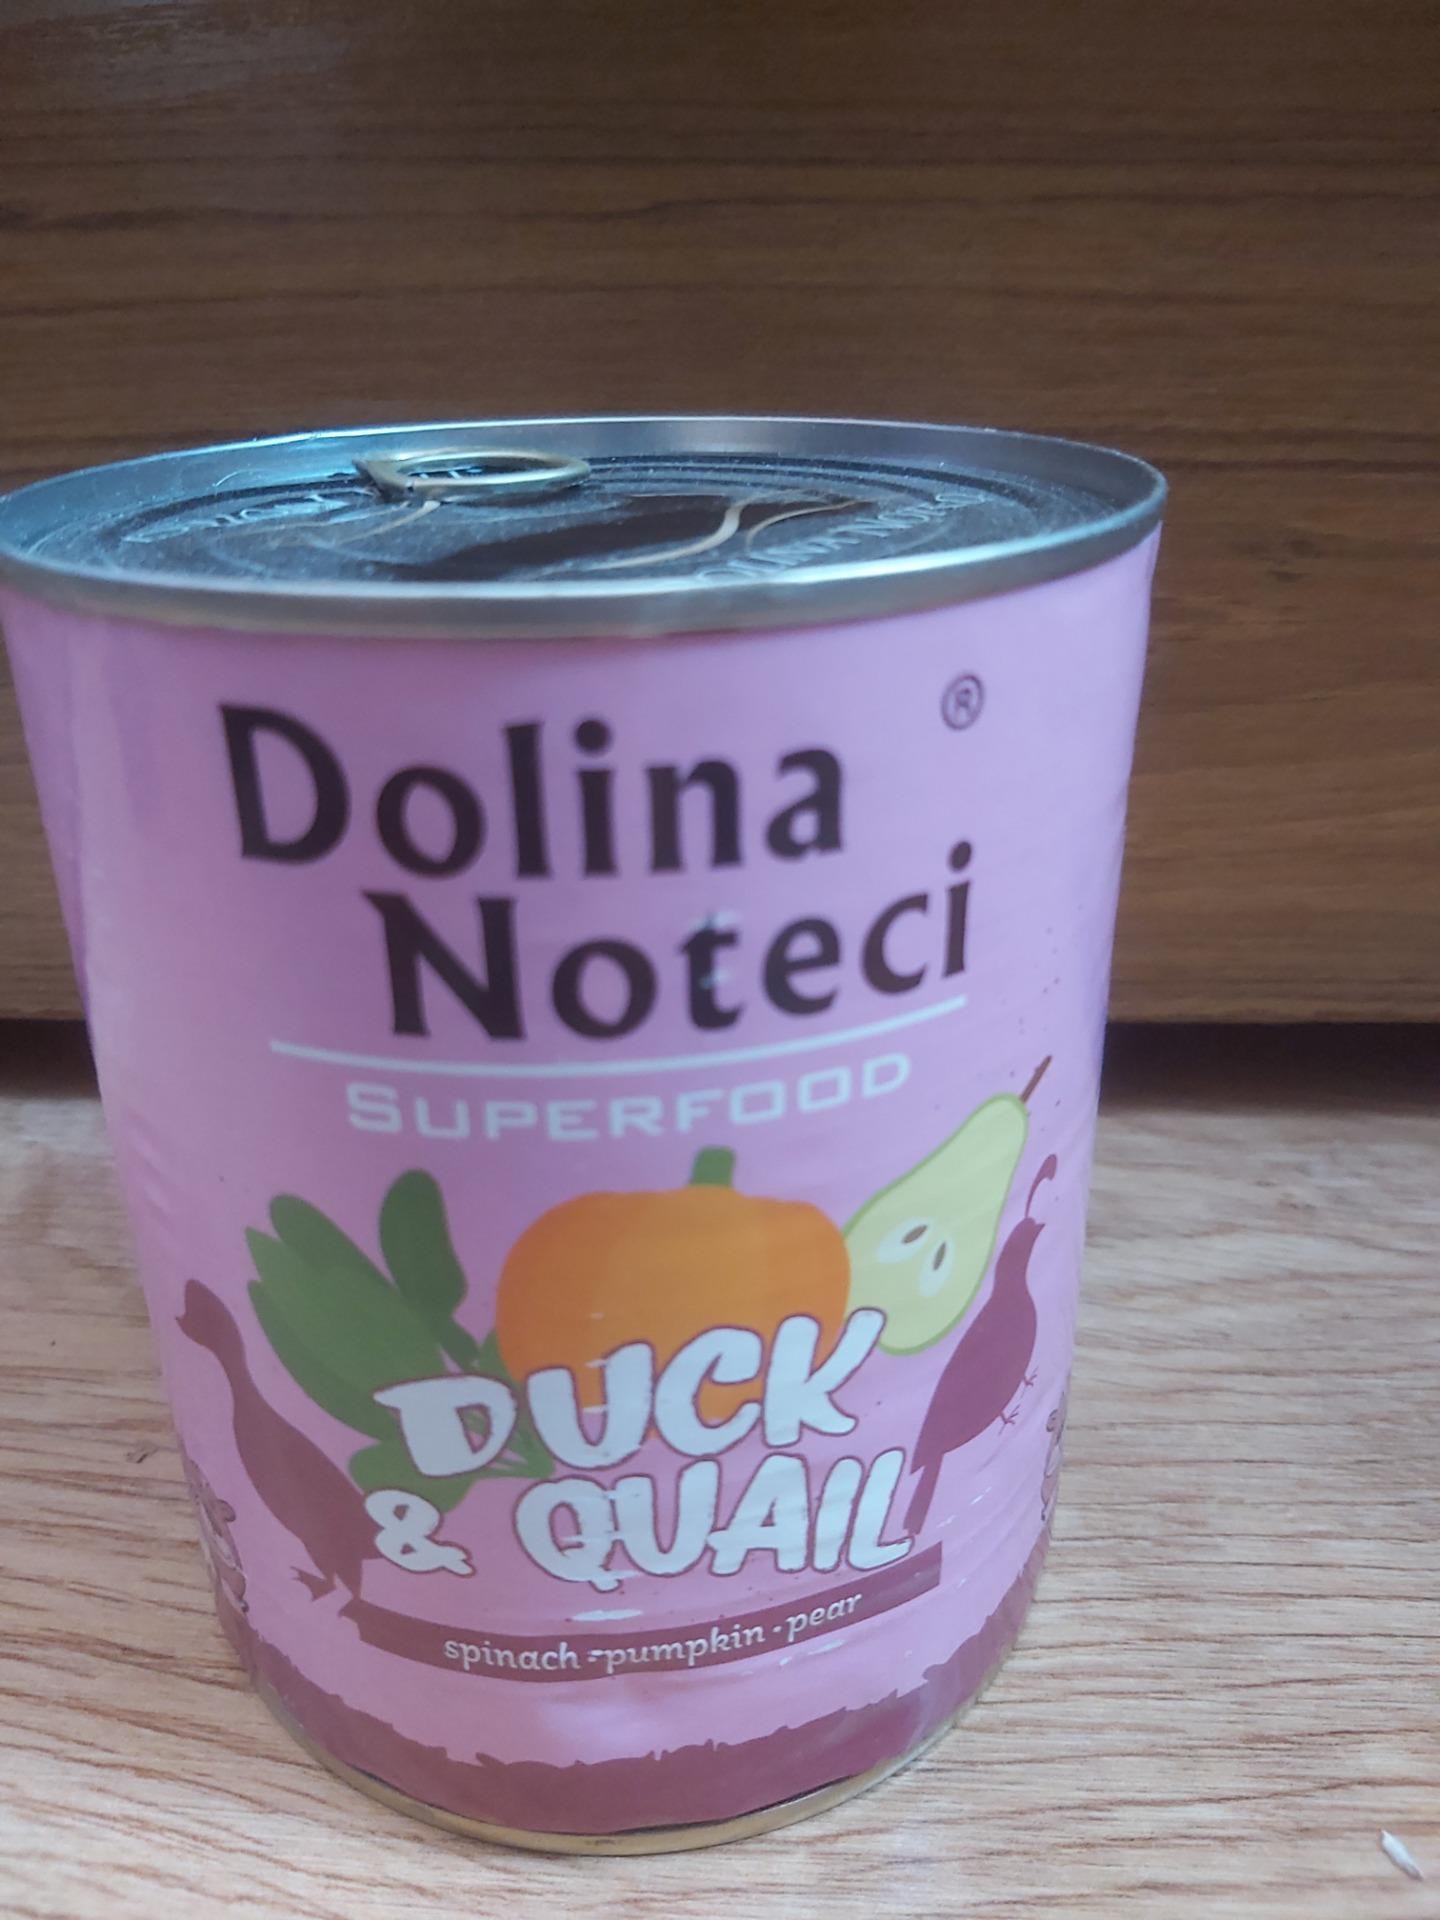 Dolina ®
Noteci
SUPERFOOD
DUCK
& QUAIL
spinach · pumpkin · pear